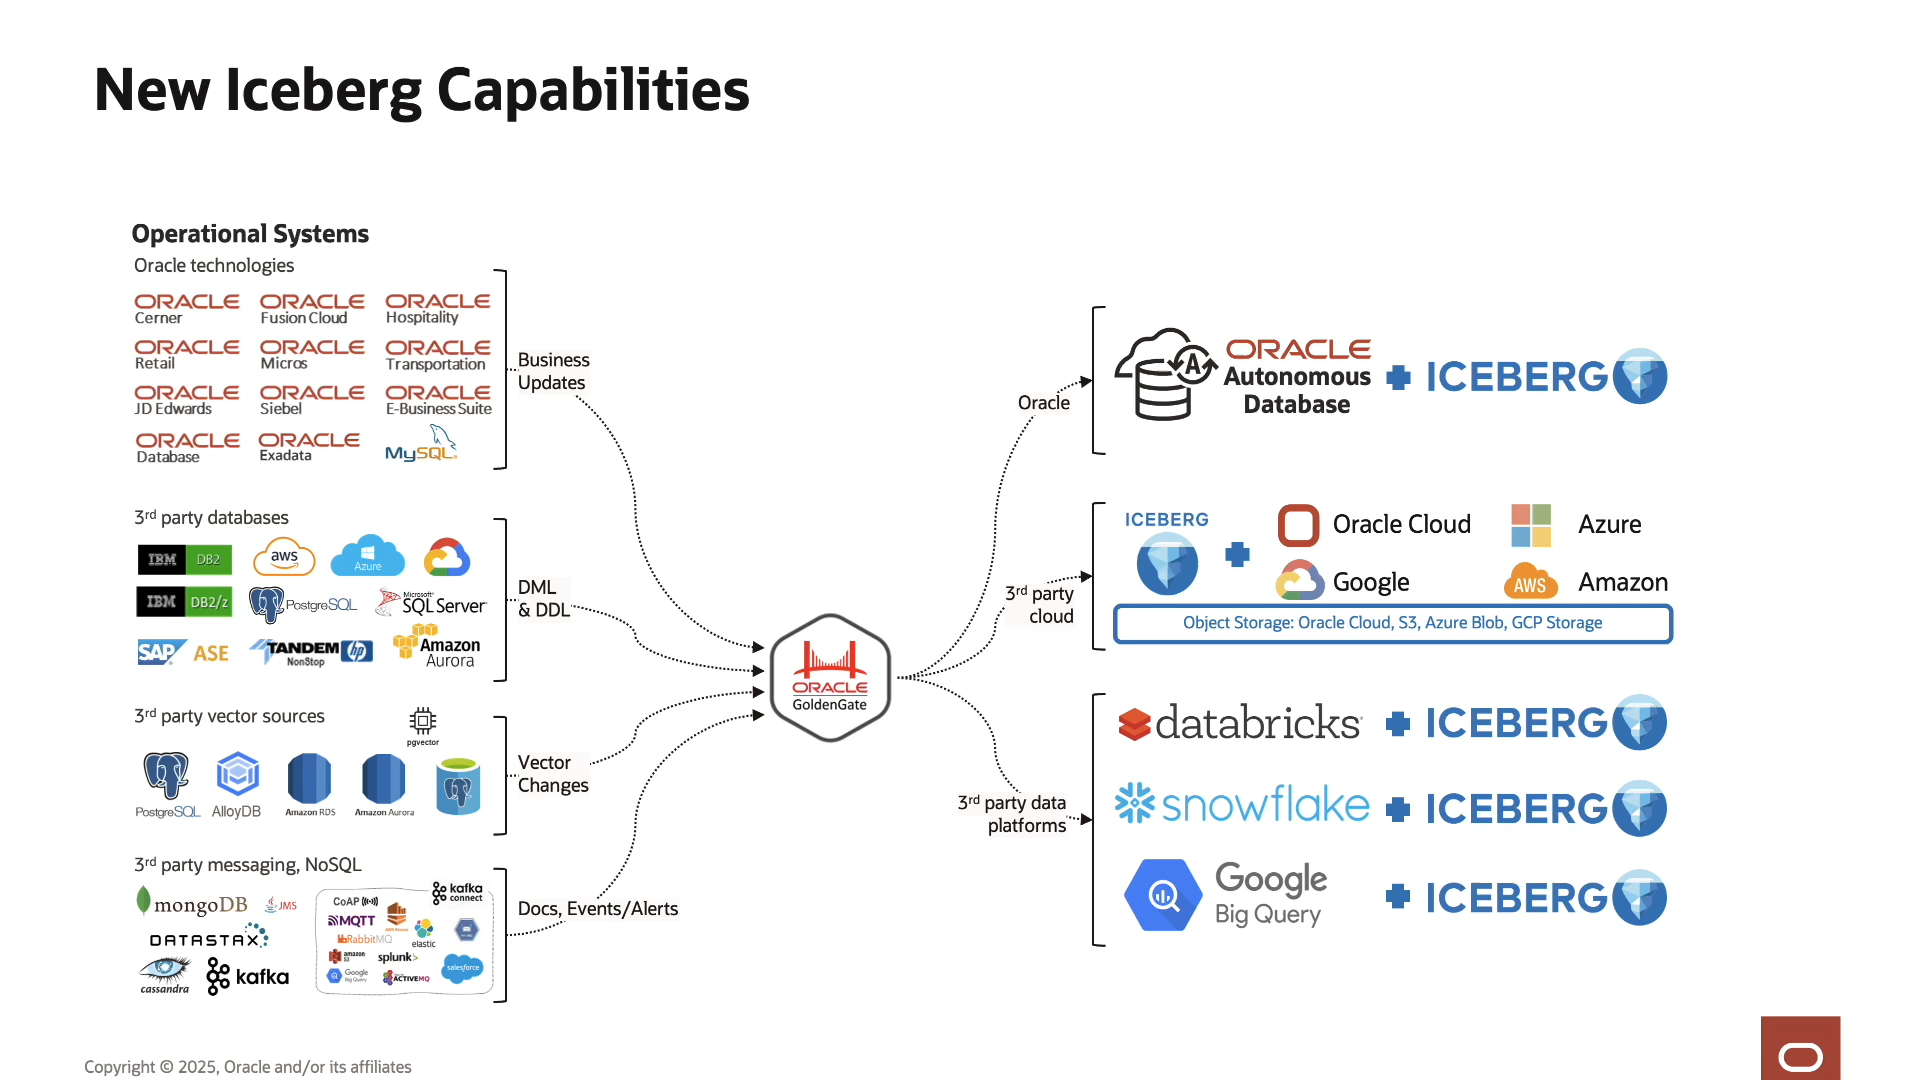 New Iceberg Capabilities
Operational Systems
Oracle technologies
ORACLE Cerner
ORACLE Fusion Cloud
ORACLE Hospitality
ORACLE Retail
ORACLE Micros
ORACLE Transportation
ORACLE JD Edwards
ORACLE Siebel
ORACLE E-Business Suite
ORACLE Database
ORACLE Exadata
MySQL
Business
Updates
3rd party databases
IBM DB2
aws
Azure
IBM DB2/z
PostgreSQL
Microsoft
SQL Server
SAP ASE
TANDEM
NonStop
hp
Amazon
Aurora
DML
& DDL
3rd party vector sources
pgvector
PostgreSQL
AlloyDB
Amazon RDS
Amazon Aurora
Vector
Changes
3rd party messaging, NoSQL
mongoDB
JMS
DATASTAX
cassandra
kafka
kafka
connect
CoAP
MQTT
RabbitMQ
elastic
amazon
S3
splunk>
Google
Big Query
ACTIVEMQ
salesforce
Docs, Events/Alerts
ORACLE
GoldenGate
Oracle
ORACLE
Autonomous
Database
ICEBERG
A
3rd party
cloud
ICEBERG
Oracle Cloud
Azure
Google
AWS
Amazon
Object Storage: Oracle Cloud, S3, Azure Blob, GCP Storage
3rd party data
platforms
databricks
ICEBERG
snowflake
ICEBERG
Google
Big Query
ICEBERG
Copyright © 2025, Oracle and/or its affiliates